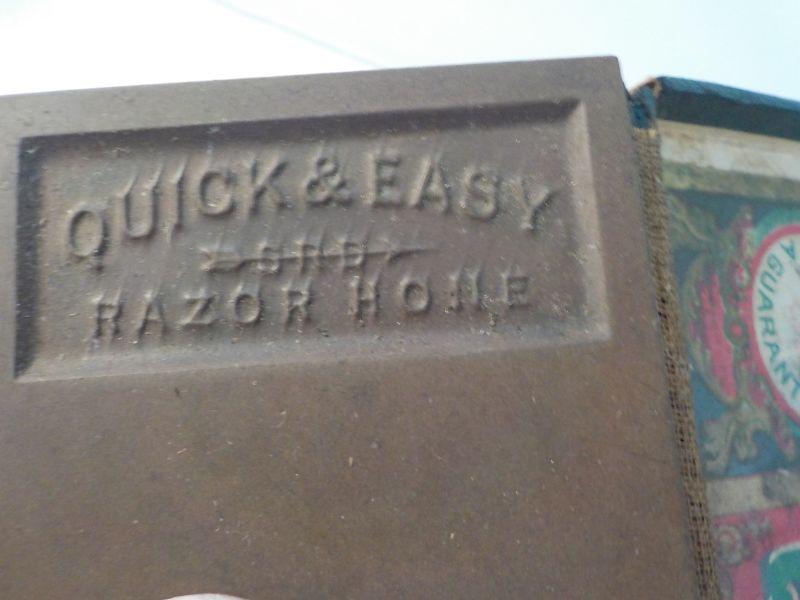 QUICK & EASY
RAZOR HONE
A GUARANT